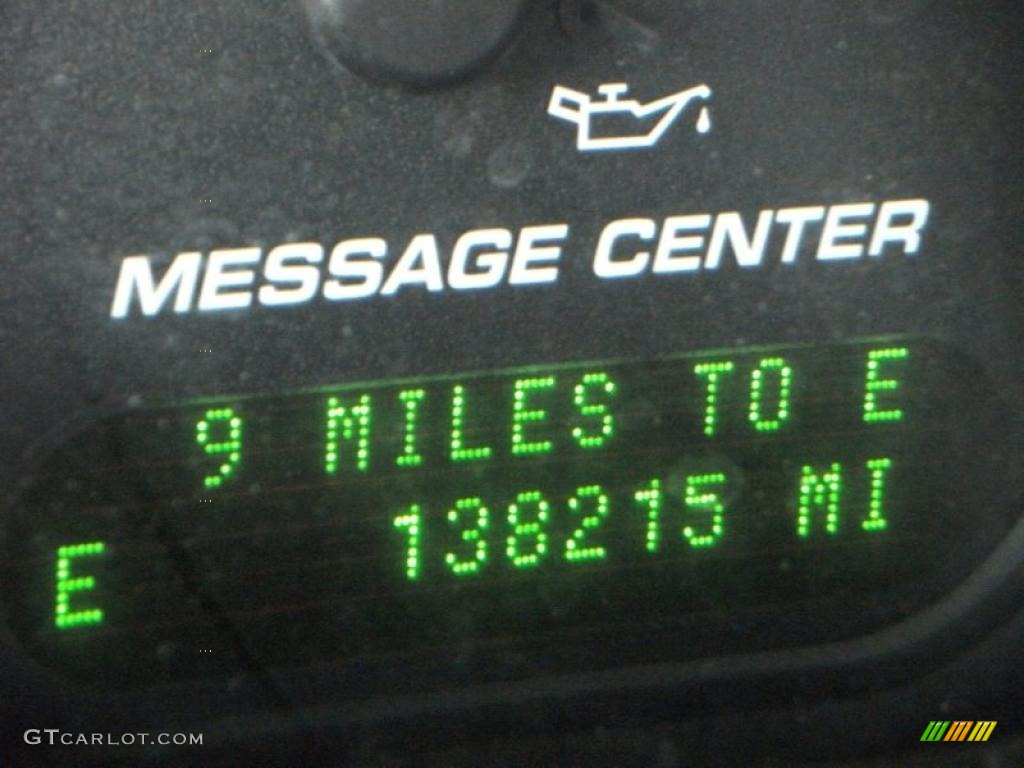 MESSAGE CENTER
9 MILES TO E
E 138215 MI
GTCARLOT.COM